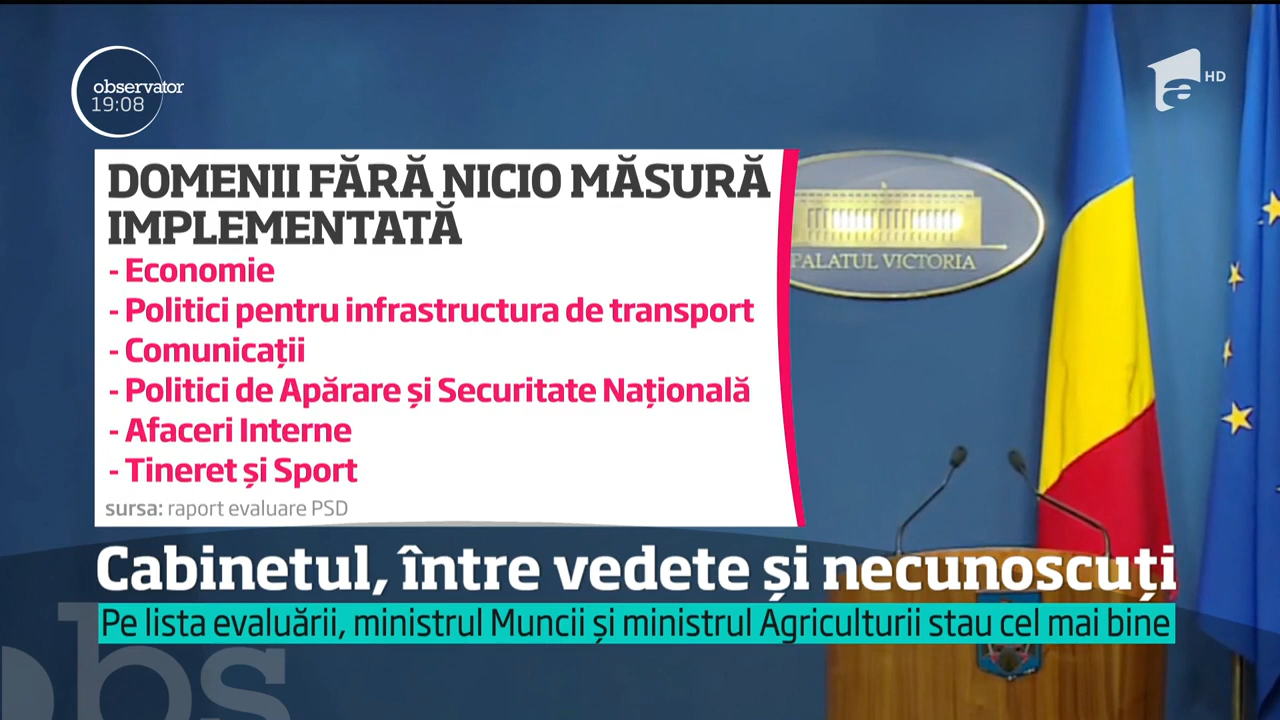 observator
19:08
HD
DOMENII FĂRĂ NICIO MĂSURĂ
IMPLEMENTATĂ
- Economie
- Politici pentru infrastructura de transport
- Comunicații
- Politici de Apărare și Securitate Națională
- Afaceri Interne
- Tineret și Sport
sursa: raport evaluare PSD
PALATUL VICTORIA
Cabinetul, între vedete și necunoscuți
Pe lista evaluării, ministrul Muncii și ministrul Agriculturii stau cel mai bine
obs